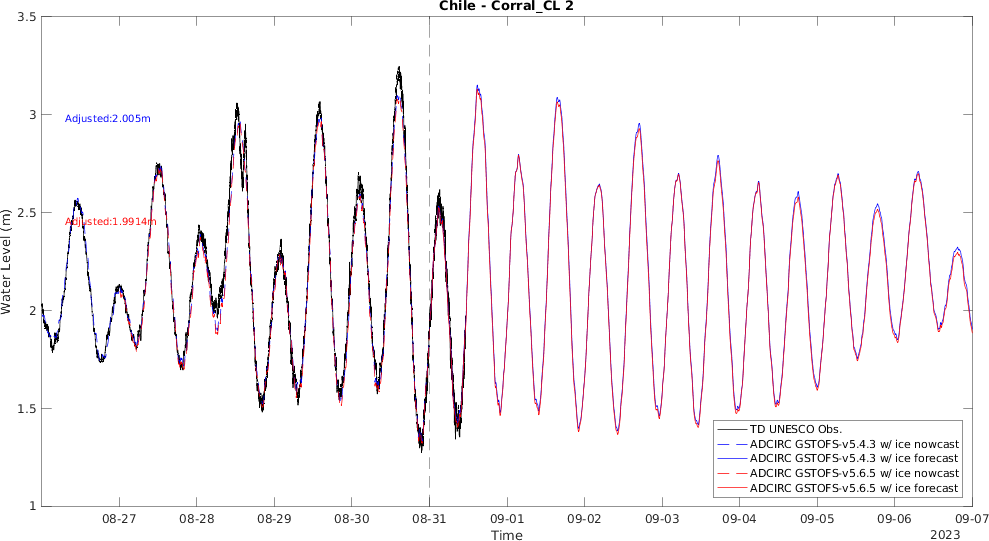 Chile - Corral_CL 2
Water Level (m)
3.5
3
2.5
2
1.5
1
Adjusted:2.005m
Adjusted:1.9914m
TD UNESCO Obs.
ADCIRC GSTOFS-v5.4.3 w/ ice nowcast
ADCIRC GSTOFS-v5.4.3 w/ ice forecast
ADCIRC GSTOFS-v5.6.5 w/ ice nowcast
ADCIRC GSTOFS-v5.6.5 w/ ice forecast
08-27 08-28 08-29 08-30 08-31 09-01 09-02 09-03 09-04 09-05 09-06 09-07
Time
2023